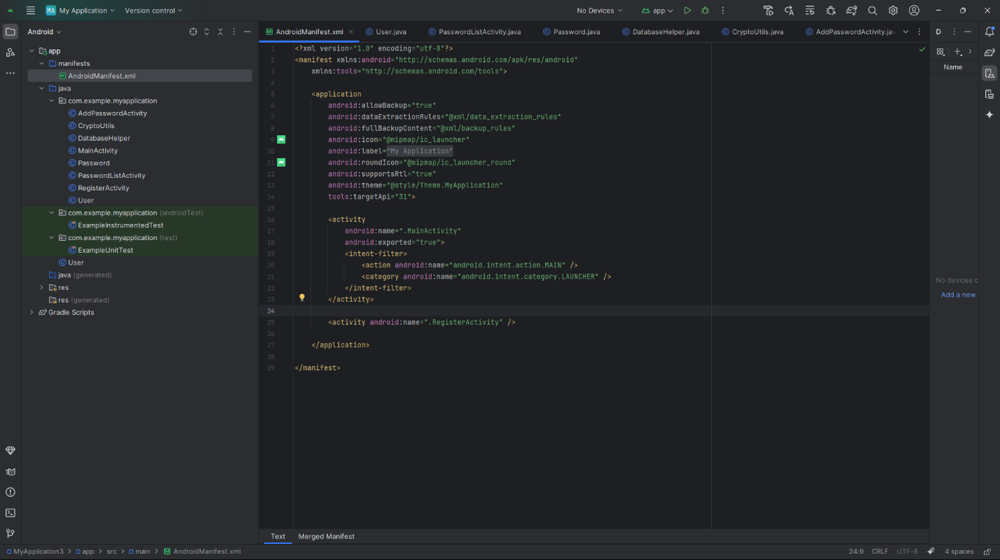 MA My Application Version control No Devices app
Android
AndroidManifest.xml User.java PasswordListActivity.java Password.java DatabaseHelper.java CryptoUtils.java AddPasswordActivity.jav D
app
manifests
AndroidManifest.xml
java
com.example.myapplication
AddPasswordActivity
CryptoUtils
DatabaseHelper
MainActivity
Password
PasswordListActivity
RegisterActivity
User
com.example.myapplication (androidTest)
ExampleInstrumentedTest
com.example.myapplication (test)
ExampleUnitTest
User
java (generated)
res
res (generated)
Gradle Scripts
1 <?xml version="1.0" encoding="utf-8"?>
2 <manifest xmlns:android="http://schemas.android.com/apk/res/android"
3 xmlns:tools="http://schemas.android.com/tools">
4
5 <application
6 android:allowBackup="true"
7 android:dataExtractionRules="@xml/data_extraction_rules"
8 android:fullBackupContent="@xml/backup_rules"
9 android:icon="@mipmap/ic_launcher"
10 android:label="My Application"
11 android:roundIcon="@mipmap/ic_launcher_round"
12 android:supportsRtl="true"
13 android:theme="@style/Theme.MyApplication"
14 tools:targetApi="31">
15
16 <activity
17 android:name=".MainActivity"
18 android:exported="true">
19 <intent-filter>
20 <action android:name="android.intent.action.MAIN" />
21 <category android:name="android.intent.category.LAUNCHER" />
22 </intent-filter>
23 </activity>
24
25 <activity android:name=".RegisterActivity" />
26
27 </application>
28
29 </manifest>
Name
No devices c
Add a new
Text Merged Manifest
MyApplication3 > app > src > main > AndroidManifest.xml 24:9 CRLF UTF-8 4 spaces